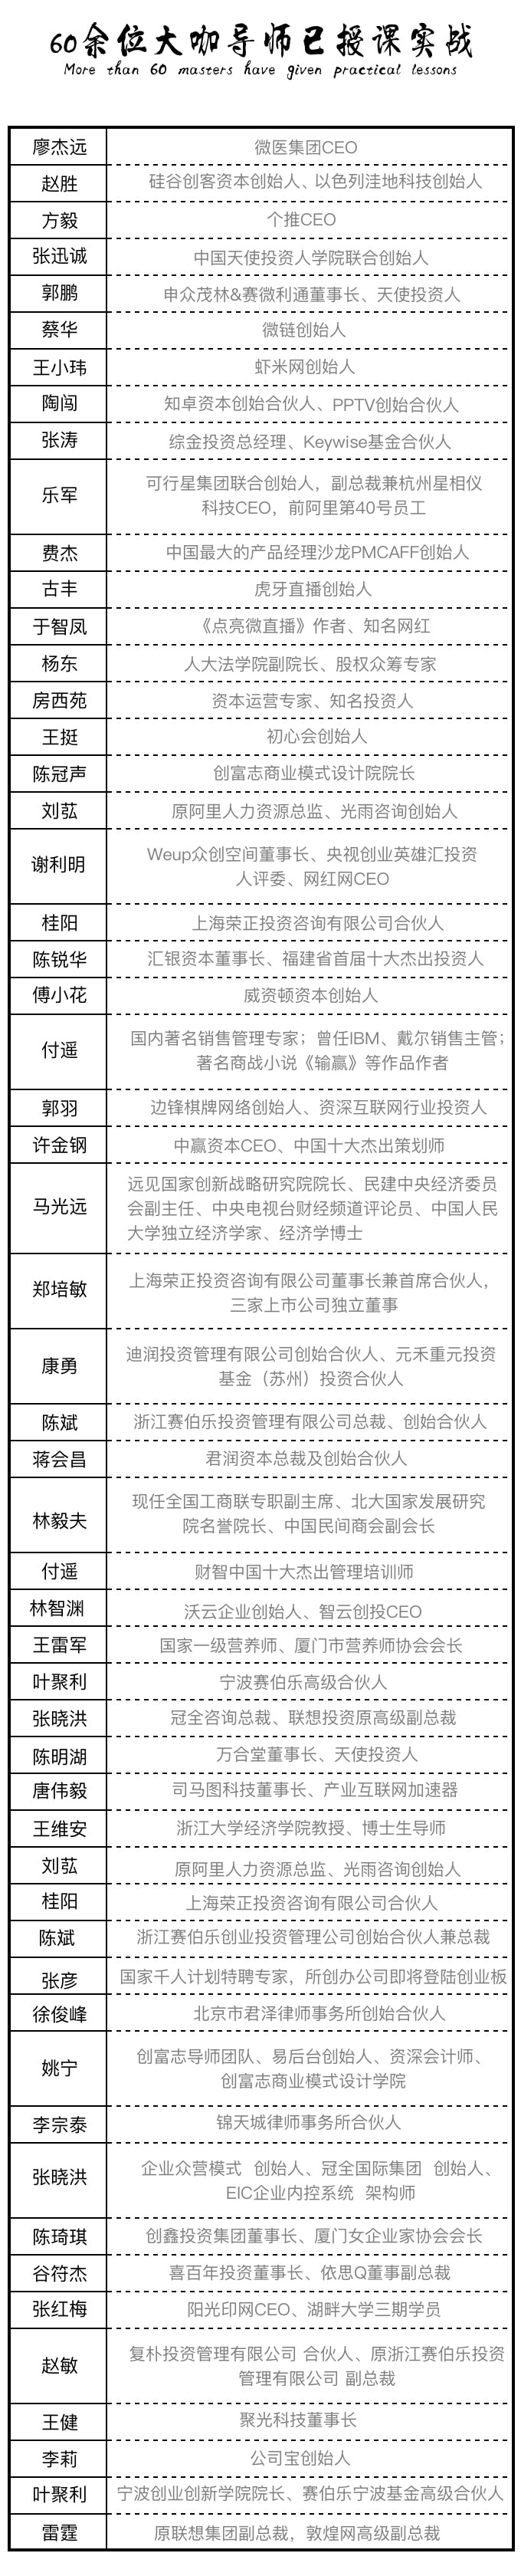 60余位大咖导师已授课实战
More than 60 masters have given practical lessons
廖杰远 微医集团CEO
赵胜 硅谷创客资本创始人、以色列洼地科技创始人
方毅 个推CEO
张迅诚 中国天使投资人学院联合创始人
郭鹏 申众茂林&赛微利通董事长、天使投资人
蔡华 微链创始人
王小玮 虾米网创始人
陶闯 知卓资本创始合伙人、PPTV创始合伙人
张涛 综金投资总经理、Keywise基金合伙人
乐军 可行星集团联合创始人，副总裁兼杭州星相仪
科技CEO，前阿里第40号员工
费杰 中国最大的产品经理沙龙PMCAFF创始人
古丰 虎牙直播创始人
于智凤 《点亮微直播》作者、知名网红
杨东 人大法学院副院长、股权众筹专家
房西苑 资本运营专家、知名投资人
王挺 初心会创始人
陈冠声 创富志商业模式设计院院长
刘荭 原阿里人力资源总监、光雨咨询创始人
谢利明 Weup众创空间董事长、央视创业英雄汇投资
人评委、网红网CEO
桂阳 上海荣正投资咨询有限公司合伙人
陈锐华 汇银资本董事长、福建省首届十大杰出投资人
傅小花 威资顿资本创始人
付遥 国内著名销售管理专家；曾任IBM、戴尔销售主管；
著名商战小说《输赢》等作品作者
郭羽 边锋棋牌网络创始人、资深互联网行业投资人
许金钢 中赢资本CEO、中国十大杰出策划师
马光远 远见国家创新战略研究院院长、民建中央经济委员
会副主任、中央电视台财经频道评论员、中国人民
大学独立经济学家、经济学博士
郑培敏 上海荣正投资咨询有限公司董事长兼首席合伙人，
三家上市公司独立董事
康勇 迪润投资管理有限公司创始合伙人、元禾重元投资
基金（苏州）投资合伙人
陈斌 浙江赛伯乐投资管理有限公司总裁、创始合伙人
蒋会昌 君润资本总裁及创始合伙人
林毅夫 现任全国工商联专职副主席、北大国家发展研究
院名誉院长、中国民间商会副会长
付遥 财智中国十大杰出管理培训师
林智渊 沃云企业创始人、智云创投CEO
王雷军 国家一级营养师、厦门市营养师协会会长
叶聚利 宁波赛伯乐高级合伙人
张晓洪 冠全咨询总裁、联想投资原高级副总裁
陈明湖 万合堂董事长、天使投资人
唐伟毅 司马图科技董事长、产业互联网加速器
王维安 浙江大学经济学院教授、博士生导师
刘荭 原阿里人力资源总监、光雨咨询创始人
桂阳 上海荣正投资咨询有限公司合伙人
陈斌 浙江赛伯乐创业投资管理公司创始合伙人兼总裁
张彦 国家千人计划特聘专家，所创办公司即将登陆创业板
徐俊峰 北京市君泽律师事务所创始合伙人
姚宁 创富志导师团队、易后台创始人、资深会计师、
创富志商业模式设计学院
李宗泰 锦天城律师事务所合伙人
张晓洪 企业众营模式 创始人、冠全国际集团 创始人、
EIC企业内控系统 架构师
陈琦琪 创鑫投资集团董事长、厦门女企业家协会会长
谷符杰 喜百年投资董事长、依思Q董事副总裁
张红梅 阳光印网CEO、湖畔大学三期学员
赵敏 复朴投资管理有限公司 合伙人、原浙江赛伯乐投资
管理有限公司 副总裁
王健 聚光科技董事长
李莉 公司宝创始人
叶聚利 宁波创业创新学院院长、赛伯乐宁波基金高级合伙人
雷霆 原联想集团副总裁，敦煌网高级副总裁